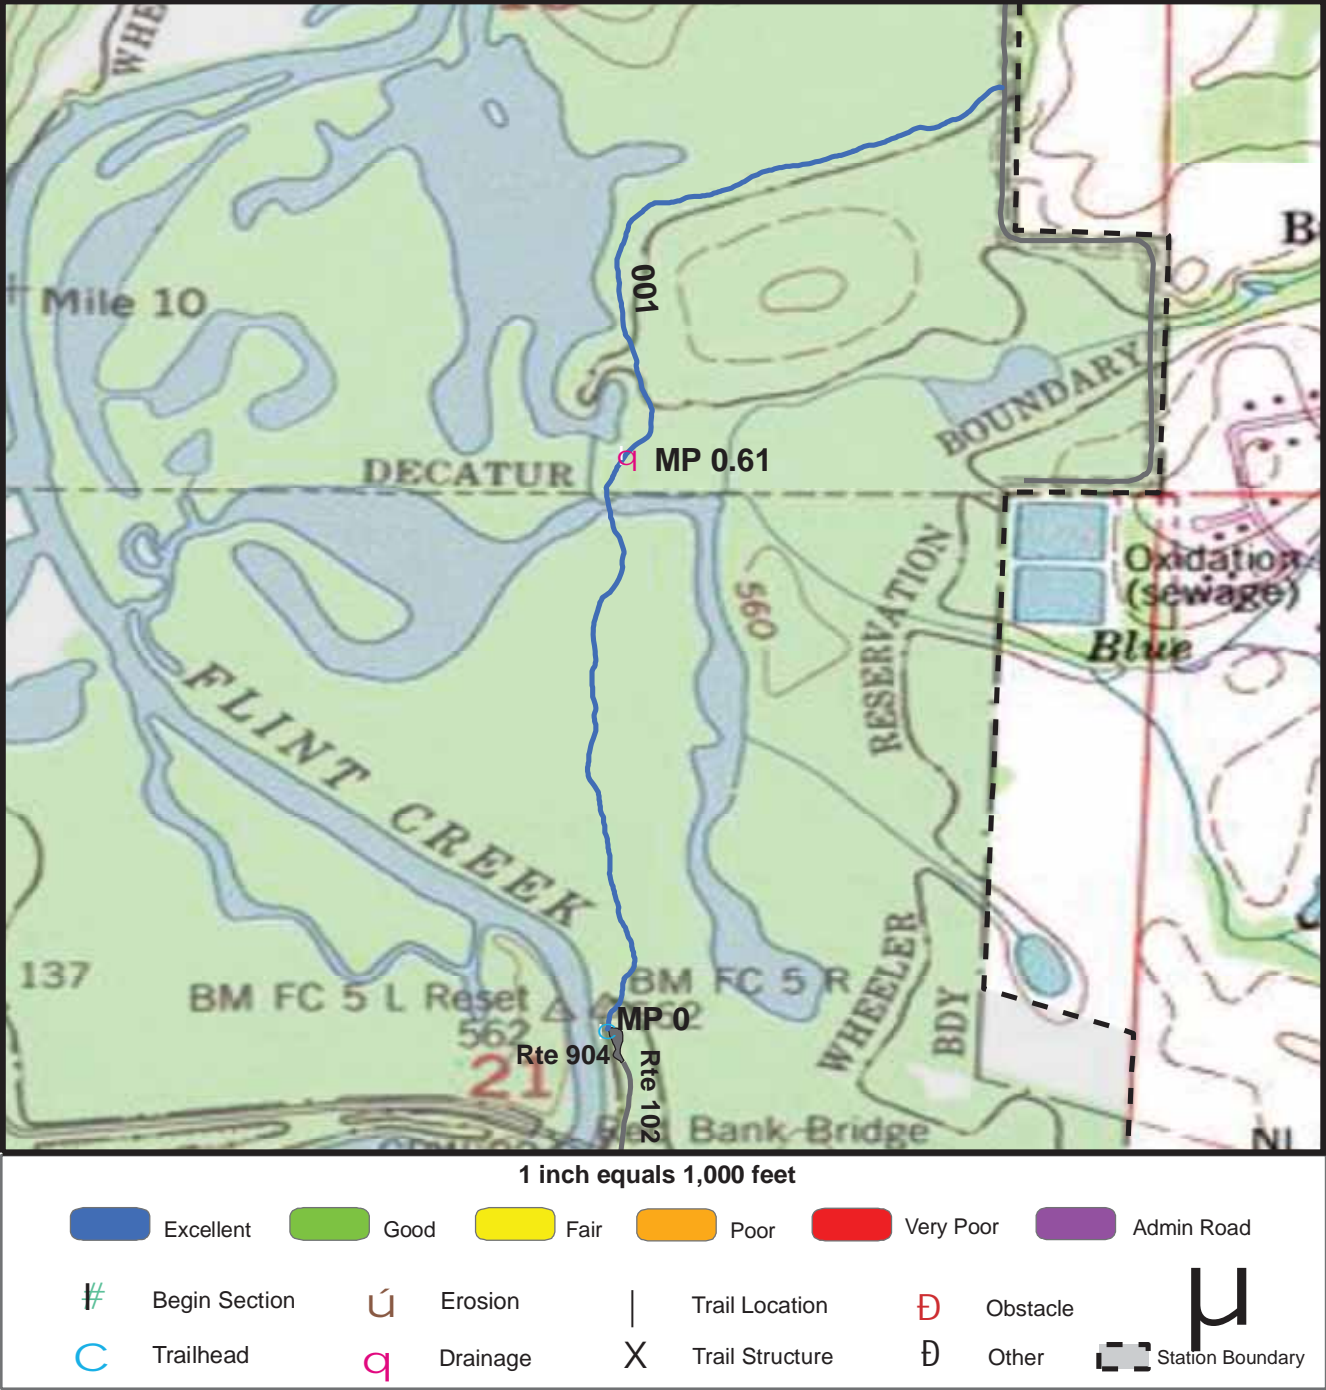 WHE
Mile 10
B
001
BOUNDARY
DECATUR
q MP 0.61
RESERVATION
560
Oxidation
(sewage)
Blue
FLINT CREEK
137
BM FC 5 L Reset
562
BM FC 5 R
562
MP 0
Rte 904
Rte 102
21
WHEELER
BDY
Bank Bridge
NI
1 inch equals 1,000 feet
Excellent Good Fair Poor Very Poor Admin Road
# Begin Section ú Erosion | Trail Location Đ Obstacle µ
C Trailhead q Drainage X Trail Structure Đ Other Station Boundary